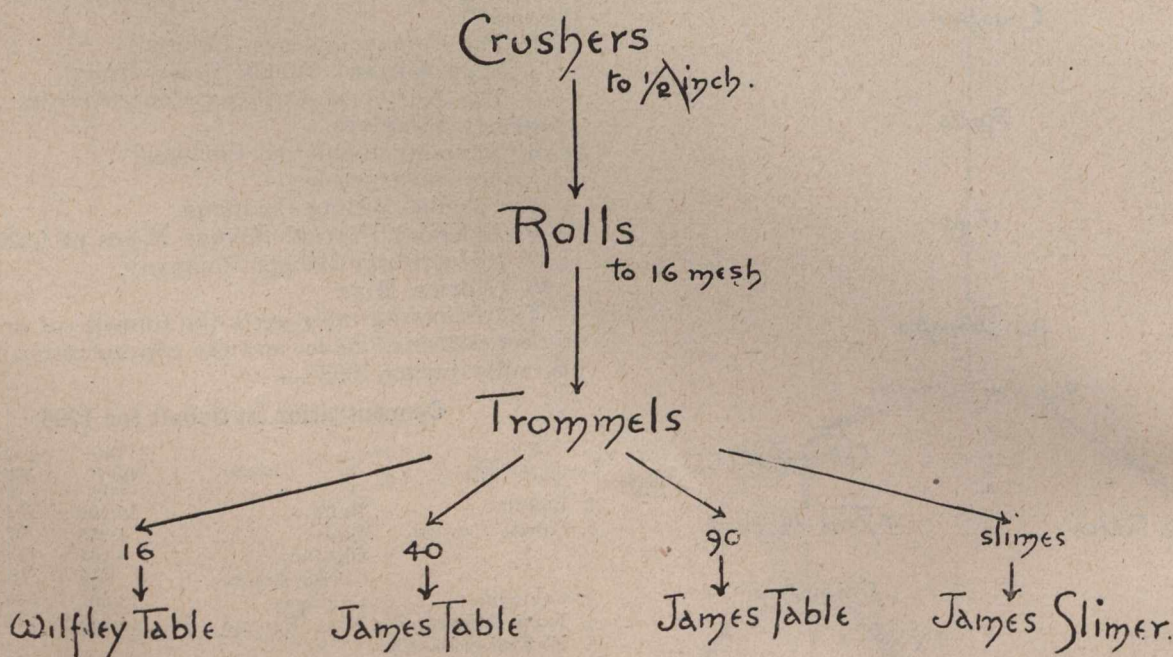 Crushers
to 1/2 inch.
Rolls
to 16 mesh
Trommels
16 40 90 slimes
Wilfley Table James Table James Table James Slimer.